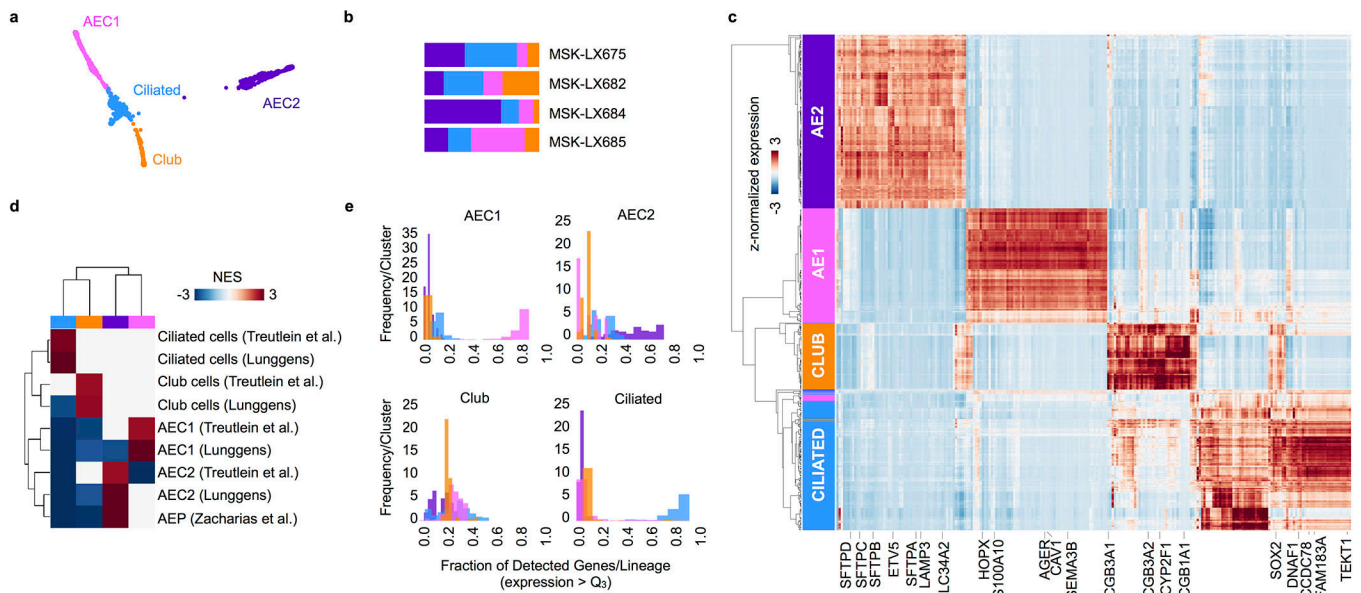 a
AEC1
Ciliated
AEC2
Club
b
MSK-LX675
MSK-LX682
MSK-LX684
MSK-LX685
c
z-normalized expression
-3
3
AE2
AE1
CLUB
CILIATED
SFTPD
SFTPC
SFTPB
ETV5
SFTPA
LAMP3
LC34A2
HOPX
S100A10
AGER
CAV1
SEMA3B
CGB3A1
CGB3A2
CYP2F1
CGB1A1
SOX2
DNAF1
CCDC78
FAM183A
TEKT1
d
NES
-3
3
Ciliated cells (Treutlein et al.)
Ciliated cells (Lunggens)
Club cells (Treutlein et al.)
Club cells (Lunggens)
AEC1 (Treutlein et al.)
AEC1 (Lunggens)
AEC2 (Treutlein et al.)
AEC2 (Lunggens)
AEP (Zacharias et al.)
e
AEC1
Frequency/Cluster
35
30
25
20
15
10
5
0
0.0 0.2 0.4 0.6 0.8 1.0
AEC2
25
20
15
10
5
0
0.0 0.2 0.4 0.6 0.8 1.0
Club
Frequency/Cluster
25
20
15
10
5
0
0.0 0.2 0.4 0.6 0.8 1.0
Ciliated
25
20
15
10
5
0
0.0 0.2 0.4 0.6 0.8 1.0
Fraction of Detected Genes/Lineage
(expression > Q3)